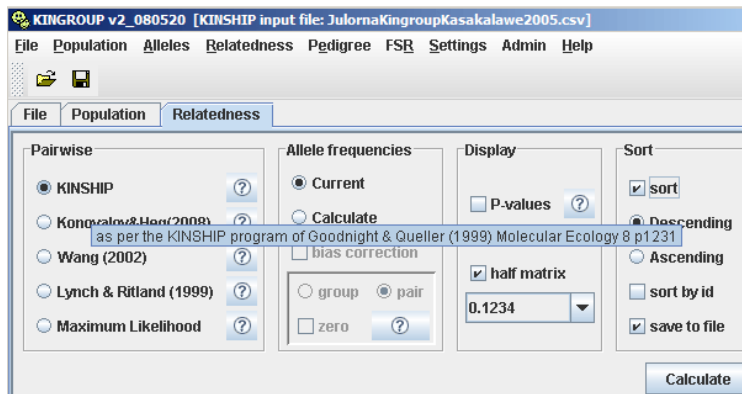 KINGROUP v2_080520 [KINSHIP input file: JulornaKingroupKasakalawe2005.csv]
File Population Alleles Relatedness Pedigree FSR Settings Admin Help
File Population Relatedness
Pairwise
KINSHIP ?
Konovalov&Heg(2008) ?
as per the KINSHIP program of Goodnight & Queller (1999) Molecular Ecology 8 p1231
Wang (2002) ?
Lynch & Ritland (1999) ?
Maximum Likelihood ?
Allele frequencies
Current
Calculate
bias correction
group pair
zero ?
Display
P-values ?
half matrix
0.1234
Sort
sort
Descending
Ascending
sort by id
save to file
Calculate